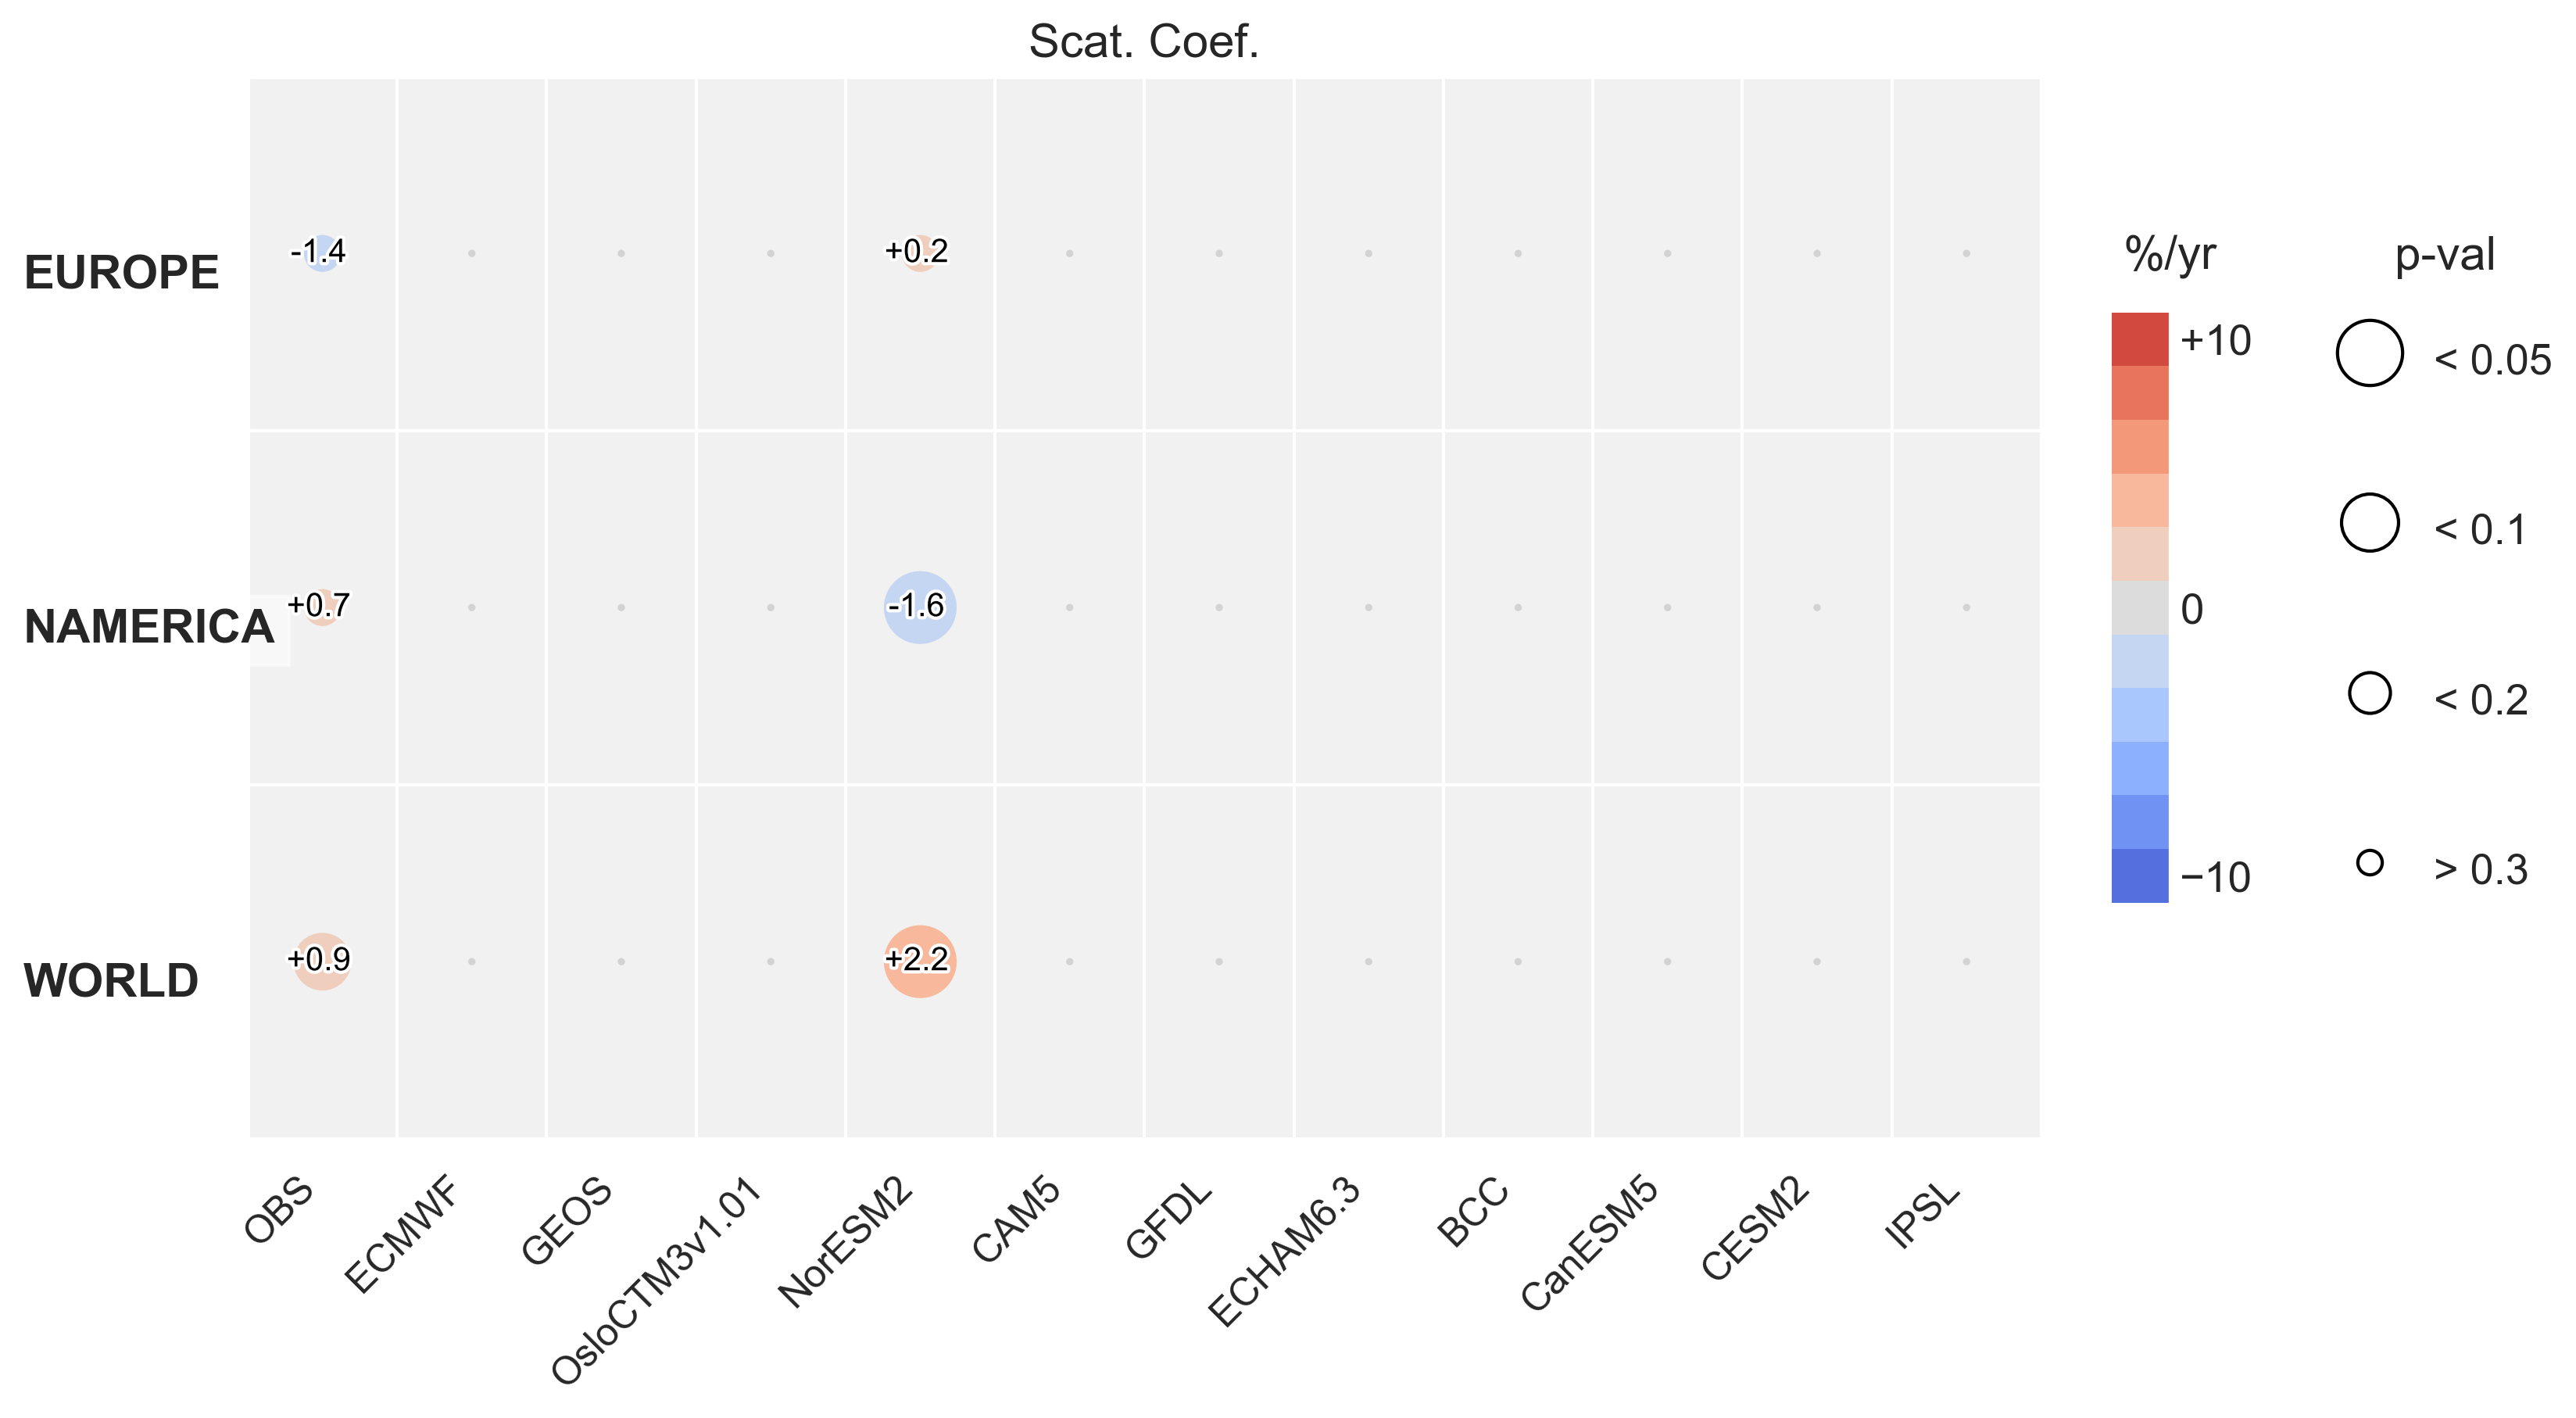 Scat. Coef.
EUROPE
-1.4
+0.2
NAMERICA
+0.7
-1.6
WORLD
+0.9
+2.2
OBS
ECMWF
GEOS
OsloCTM3v1.01
NorESM2
CAM5
GFDL
ECHAM6.3
BCC
CanESM5
CESM2
IPSL
%/yr
+10
0
−10
p-val
< 0.05
< 0.1
< 0.2
> 0.3